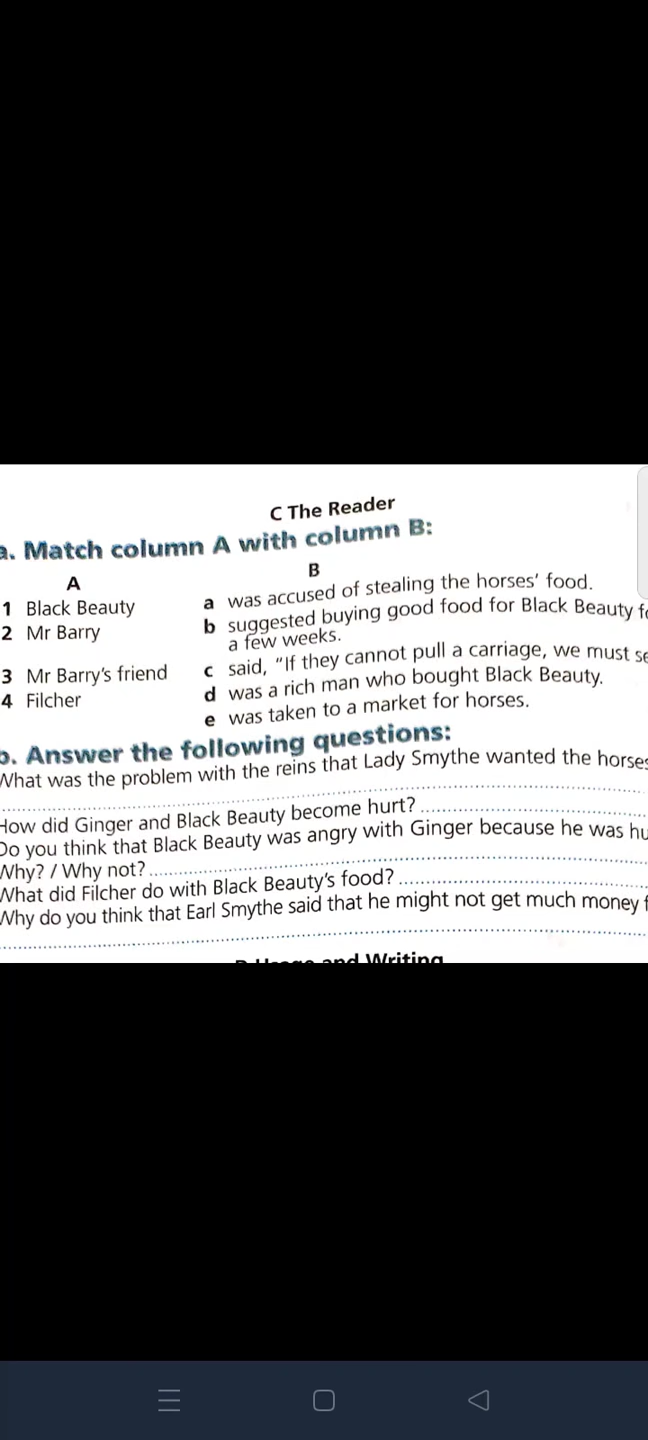 C The Reader
a. Match column A with column B:
A
B
1 Black Beauty
a was accused of stealing the horses' food.
2 Mr Barry
b suggested buying good food for Black Beauty
a few weeks.
3 Mr Barry's friend
c said, "If they cannot pull a carriage, we must
4 Filcher
d was a rich man who bought Black Beauty.
e was taken to a market for horses.
b. Answer the following questions:
What was the problem with the reins that Lady Smythe wanted the horses
How did Ginger and Black Beauty become hurt?
Do you think that Black Beauty was angry with Ginger because he was
Why? / Why not?
What did Filcher do with Black Beauty's food?
Why do you think that Earl Smythe said that he might not get much money
and Writing